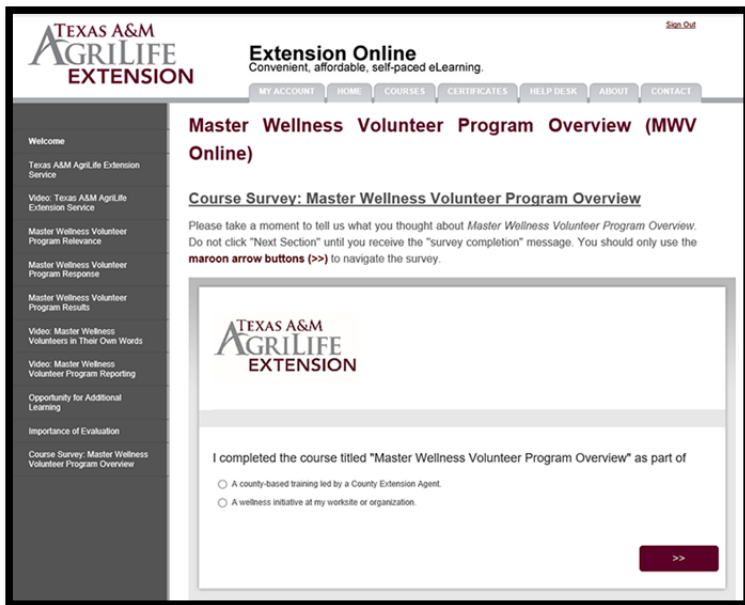 TEXAS A&M
AGRILIFE
EXTENSION
Sign Out
Extension Online
Convenient, affordable, self-paced eLearning.
MY ACCOUNT HOME COURSES CERTIFICATES HELP DESK ABOUT CONTACT
Welcome
Texas A&M AgriLife Extension
Service
Video: Texas A&M AgriLife
Extension Service
Master Wellness Volunteer
Program Relevance
Master Wellness Volunteer
Program Response
Master Wellness Volunteer
Program Results
Video: Master Wellness
Volunteers in Their Own Words
Video: Master Wellness
Volunteer Program Reporting
Opportunity for Additional
Learning
Importance of Evaluation
Course Survey: Master Wellness
Volunteer Program Overview
Master Wellness Volunteer Program Overview (MWV
Online)
Course Survey: Master Wellness Volunteer Program Overview
Please take a moment to tell us what you thought about Master Wellness Volunteer Program Overview.
Do not click "Next Section" until you receive the "survey completion" message. You should only use the
maroon arrow buttons (>>) to navigate the survey.
TEXAS A&M
AGRILIFE
EXTENSION
I completed the course titled "Master Wellness Volunteer Program Overview" as part of
A county-based training led by a County Extension Agent.
A wellness initiative at my worksite or organization.
>>